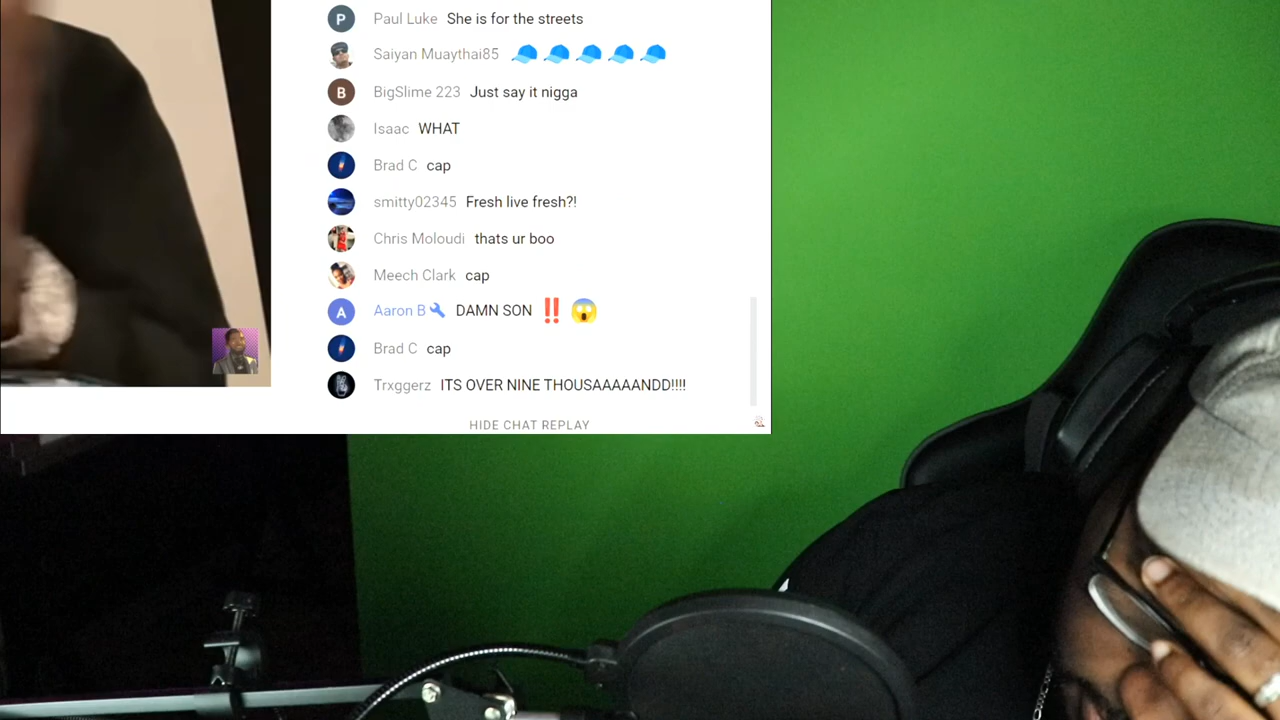 P Paul Luke She is for the streets
Saiyan Muaythai85 🧢🧢🧢🧢🧢
B BigSlime 223 Just say it nigga
Isaac WHAT
Brad C cap
smitty02345 Fresh live fresh?!
Chris Moloudi thats ur boo
Meech Clark cap
A Aaron B🔧 DAMN SON ‼️ 😱
Brad C cap
Trxggerz ITS OVER NINE THOUSAAAAANDD!!!!
HIDE CHAT REPLAY